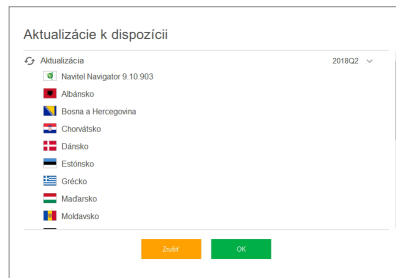 Aktualizácie k dispozícii
Aktualizácia 2018Q2
Navitel Navigator 9.10.903
Albánsko
Bosna a Hercegovina
Chorvátsko
Dánsko
Estónsko
Grécko
Maďarsko
Moldavsko
Zrušiť OK